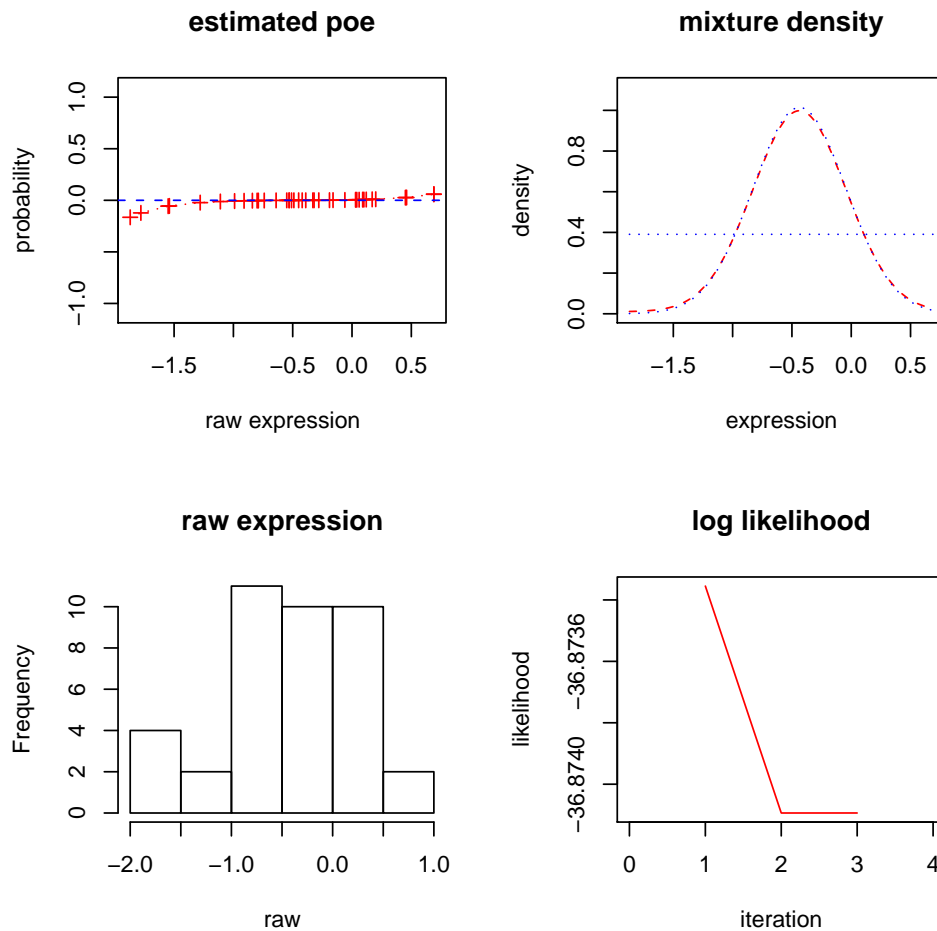 estimated poe
probability
1.0
0.5
0.0
−1.0
−1.5
−0.5
0.0
0.5
raw expression
mixture density
density
0.8
0.4
0.0
−1.5
−0.5
0.0
0.5
expression
raw expression
Frequency
10
8
6
4
2
0
−2.0
−1.0
0.0
1.0
raw
log likelihood
likelihood
−36.8736
−36.8740
0
1
2
3
4
iteration